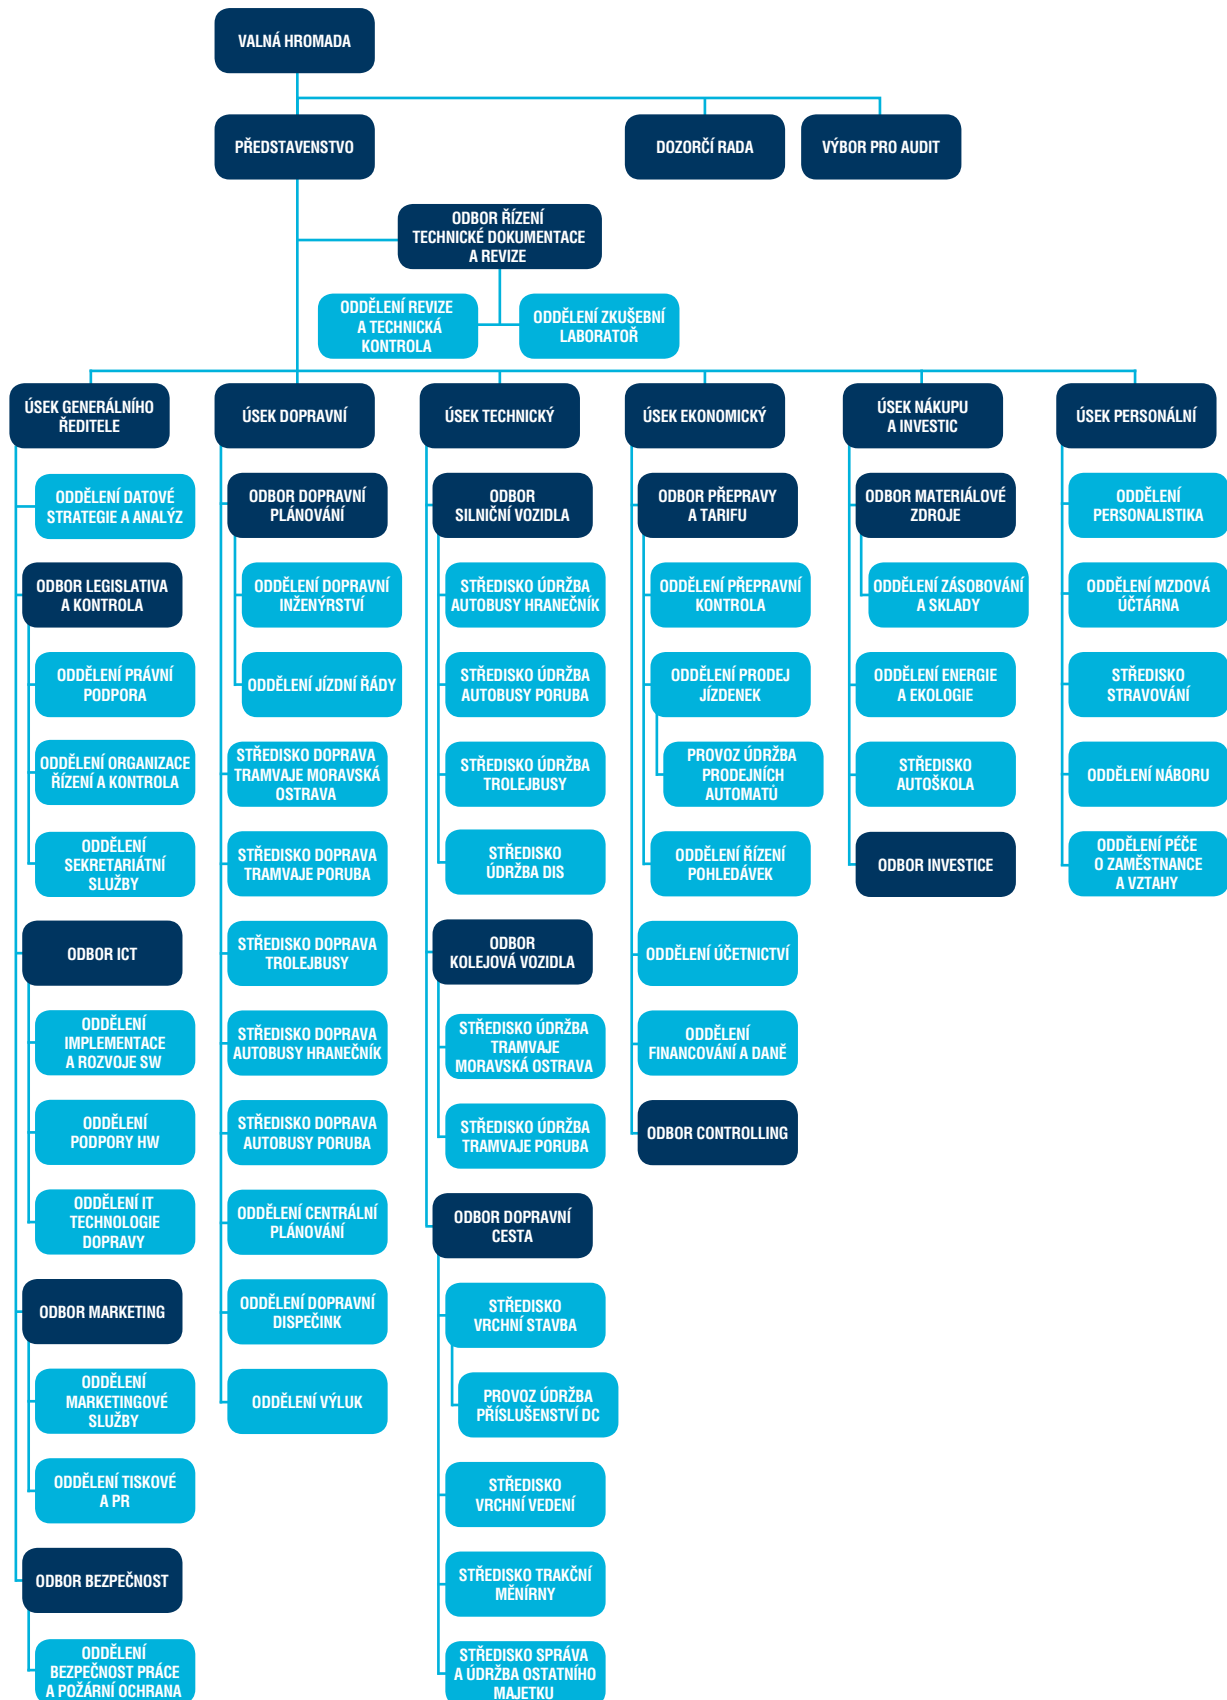 VALNÁ HROMADA
PŘEDSTAVENSTVO
DOZORČÍ RADA
VÝBOR PRO AUDIT
ODBOR ŘÍZENÍ
TECHNICKÉ DOKUMENTACE
A REVIZE
ODDĚLENÍ REVIZE
A TECHNICKÁ
KONTROLA
ODDĚLENÍ ZKUŠEBNÍ
LABORATOŘ
ÚSEK GENERÁLNÍHO
ŘEDITELE
ODDĚLENÍ DATOVÉ
STRATEGIE A ANALÝZ
ODBOR LEGISLATIVA
A KONTROLA
ODDĚLENÍ PRÁVNÍ
PODPORA
ODDĚLENÍ ORGANIZACE
ŘÍZENÍ A KONTROLA
ODDĚLENÍ
SEKRETARIÁTNÍ
SLUŽBY
ODBOR ICT
ODDĚLENÍ
IMPLEMENTACE
A ROZVOJE SW
ODDĚLENÍ
PODPORY HW
ODDĚLENÍ IT
TECHNOLOGIE
DOPRAVY
ODBOR MARKETING
ODDĚLENÍ
MARKETINGOVÉ
SLUŽBY
ODDĚLENÍ TISKOVÉ
A PR
ODBOR BEZPEČNOST
ODDĚLENÍ
BEZPEČNOST PRÁCE
A POŽÁRNÍ OCHRANA
ÚSEK DOPRAVNÍ
ODBOR DOPRAVNÍ
PLÁNOVÁNÍ
ODDĚLENÍ DOPRAVNÍ
INŽENÝRSTVÍ
ODDĚLENÍ JÍZDNÍ ŘÁDY
STŘEDISKO DOPRAVA
TRAMVAJE MORAVSKÁ
OSTRAVA
STŘEDISKO DOPRAVA
TRAMVAJE PORUBA
STŘEDISKO DOPRAVA
TROLEJBUSY
STŘEDISKO DOPRAVA
AUTOBUSY HRANEČNÍK
STŘEDISKO DOPRAVA
AUTOBUSY PORUBA
ODDĚLENÍ CENTRÁLNÍ
PLÁNOVÁNÍ
ODDĚLENÍ DOPRAVNÍ
DISPEČINK
ODDĚLENÍ VÝLUK
ÚSEK TECHNICKÝ
ODBOR
SILNIČNÍ VOZIDLA
STŘEDISKO ÚDRŽBA
AUTOBUSY HRANEČNÍK
STŘEDISKO ÚDRŽBA
AUTOBUSY PORUBA
STŘEDISKO ÚDRŽBA
TROLEJBUSY
STŘEDISKO
ÚDRŽBA DIS
ODBOR
KOLEJOVÁ VOZIDLA
STŘEDISKO ÚDRŽBA
TRAMVAJE
MORAVSKÁ OSTRAVA
STŘEDISKO ÚDRŽBA
TRAMVAJE PORUBA
ODBOR DOPRAVNÍ
CESTA
STŘEDISKO
VRCHNÍ STAVBA
PROVOZ ÚDRŽBA
PŘÍSLUŠENSTVÍ DC
STŘEDISKO
VRCHNÍ VEDENÍ
STŘEDISKO TRAKČNÍ
MĚNÍRNY
STŘEDISKO SPRÁVA
A ÚDRŽBA OSTATNÍHO
MAJETKU
ÚSEK EKONOMICKÝ
ODBOR PŘEPRAVY
A TARIFU
ODDĚLENÍ PŘEPRAVNÍ
KONTROLA
ODDĚLENÍ PRODEJ
JÍZDENEK
PROVOZ ÚDRŽBA
PRODEJNÍCH
AUTOMATŮ
ODDĚLENÍ ŘÍZENÍ
POHLEDÁVEK
ODDĚLENÍ ÚČETNICTVÍ
ODDĚLENÍ
FINANCOVÁNÍ A DANĚ
ODBOR CONTROLLING
ÚSEK NÁKUPU
A INVESTIC
ODBOR MATERIÁLOVÉ
ZDROJE
ODDĚLENÍ ZÁSOBOVÁNÍ
A SKLADY
ODDĚLENÍ ENERGIE
A EKOLOGIE
STŘEDISKO
AUTOŠKOLA
ODBOR INVESTICE
ÚSEK PERSONÁLNÍ
ODDĚLENÍ
PERSONALISTIKA
ODDĚLENÍ MZDOVÁ
ÚČTÁRNA
STŘEDISKO
STRAVOVÁNÍ
ODDĚLENÍ NÁBORU
ODDĚLENÍ PÉČE
O ZAMĚSTNANCE
A VZTAHY